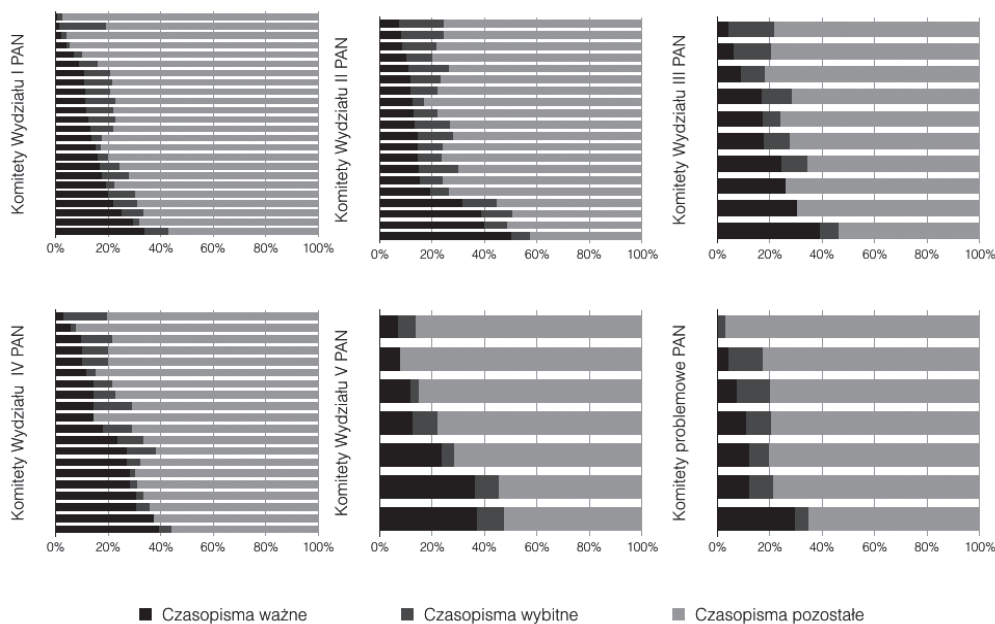 Komitety Wydziału I PAN
0% 20% 40% 60% 80% 100%
Komitety Wydziału II PAN
0% 20% 40% 60% 80% 100%
Komitety Wydziału III PAN
0% 20% 40% 60% 80% 100%
Komitety Wydziału IV PAN
0% 20% 40% 60% 80% 100%
Komitety Wydziału V PAN
0% 20% 40% 60% 80% 100%
Komitety problemowe PAN
0% 20% 40% 60% 80% 100%
Czasopisma ważne Czasopisma wybitne Czasopisma pozostałe